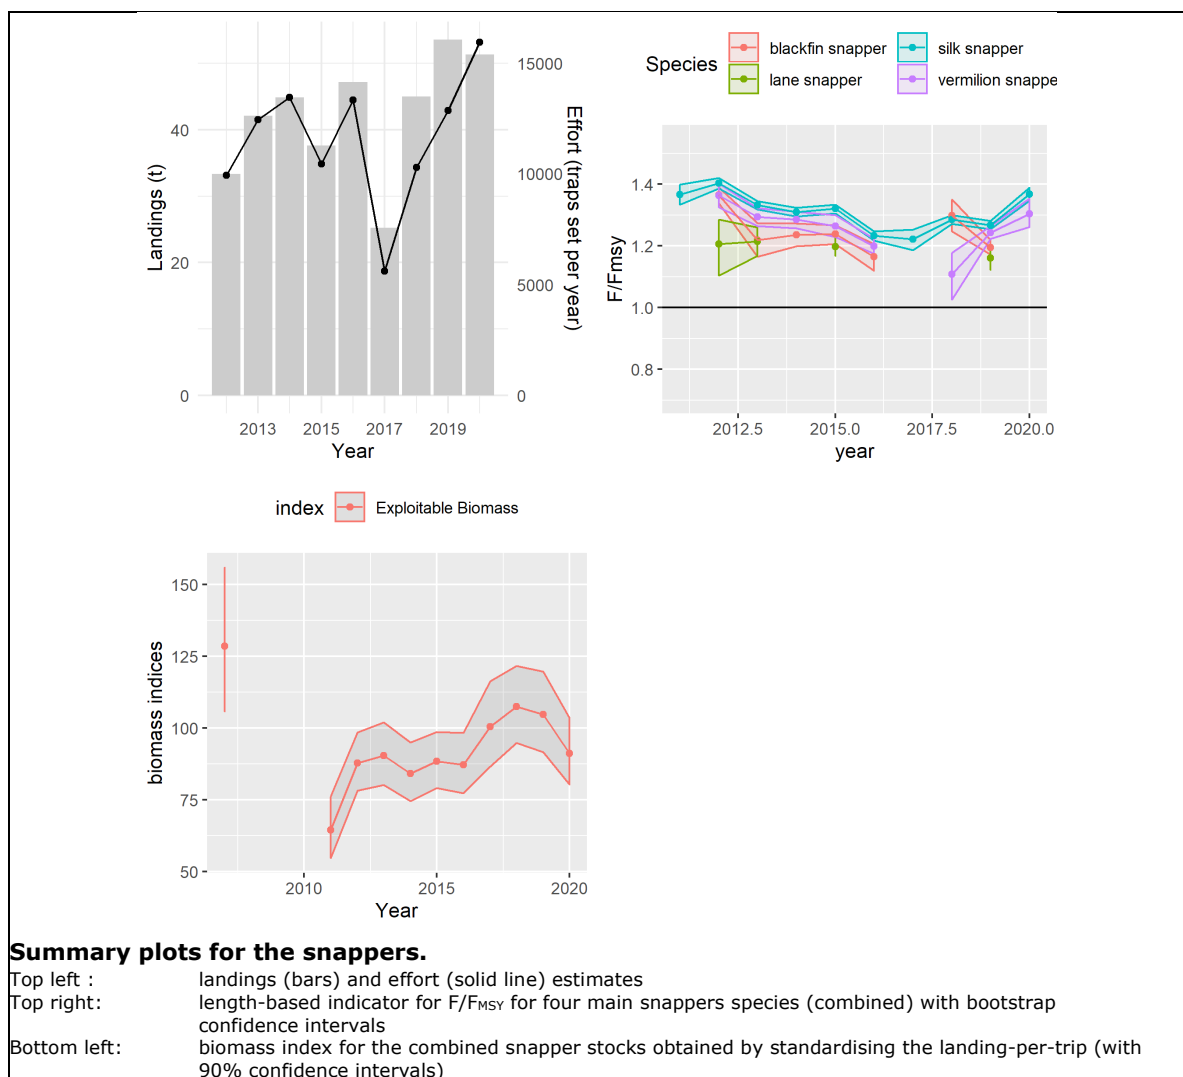 Landings (t)
40
20
0
15000
10000
5000
0
Effort (traps set per year)
2013 2015 2017 2019
Year
Species
blackfin snapper
silk snapper
lane snapper
vermilion snappe
F/Fmsy
1.4
1.2
1.0
0.8
2012.5 2015.0 2017.5 2020.0
year
index
Exploitable Biomass
biomass indices
150
125
100
75
50
2010 2015 2020
Year
Summary plots for the snappers.
Top left : landings (bars) and effort (solid line) estimates
Top right: length-based indicator for F/FMSY for four main snappers species (combined) with bootstrap
confidence intervals
Bottom left: biomass index for the combined snapper stocks obtained by standardising the landing-per-trip (with
90% confidence intervals)